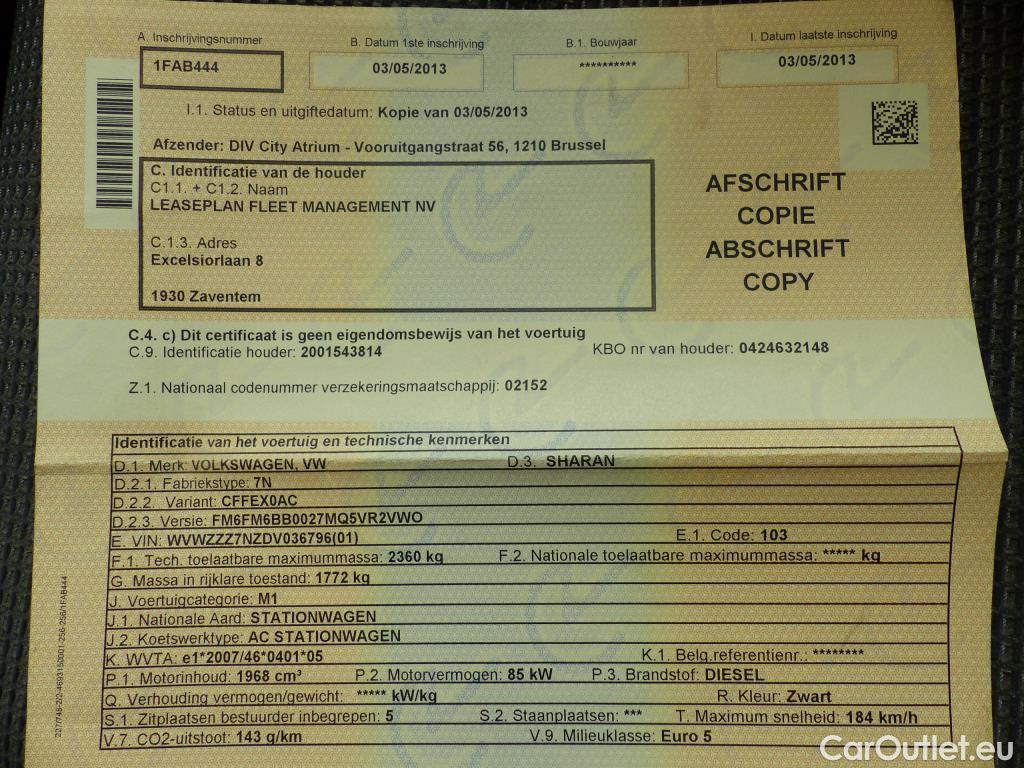 A. Inschrijvingsnummer B. Datum 1ste inschrijving B.1. Bouwjaar I. Datum laatste inschrijving
1FAB444 03/05/2013 ********** 03/05/2013
I.1. Status en uitgiftedatum: Kopie van 03/05/2013
Afzender: DIV City Atrium - Vooruitgangstraat 56, 1210 Brussel
C. Identificatie van de houder
C1.1. + C1.2. Naam
LEASEPLAN FLEET MANAGEMENT NV
C.1.3. Adres
Excelsiorlaan 8
1930 Zaventem
AFSCHRIFT
COPIE
ABSCHRIFT
COPY
C.4. c) Dit certificaat is geen eigendomsbewijs van het voertuig
C.9. Identificatie houder: 2001543814 KBO nr van houder: 0424632148
Z.1. Nationaal codenummer verzekeringsmaatschappij: 02152
Identificatie van het voertuig en technische kenmerken
D.1. Merk: VOLKSWAGEN, VW D.3. SHARAN
D.2.1. Fabriekstype: 7N
D.2.2. Variant: CFFEX0AC
D.2.3. Versie: FM6FM6BB0027MQ5VR2VWO
E. VIN: WVWZZZ7NZDV036796(01) E.1. Code: 103
F.1. Tech. toelaatbare maximummassa: 2360 kg F.2. Nationale toelaatbare maximummassa: ***** kg
G. Massa in rijklare toestand: 1772 kg
J. Voertuigcategorie: M1
J.1. Nationale Aard: STATIONWAGEN
J.2. Koetswerktype: AC STATIONWAGEN
K. WVTA: e1*2007/46*0401*05 K.1. Belg.referentienr.: ********
P.1. Motorinhoud: 1968 cm³ P.2. Motorvermogen: 85 kW P.3. Brandstof: DIESEL
Q. Verhouding vermogen/gewicht: ***** kW/kg R. Kleur: Zwart
S.1. Zitplaatsen bestuurder inbegrepen: 5 S.2. Staanplaatsen: *** T. Maximum snelheid: 184 km/h
V.7. CO2-uitstoot: 143 g/km V.9. Milieuklasse: Euro 5
CarOutlet.eu